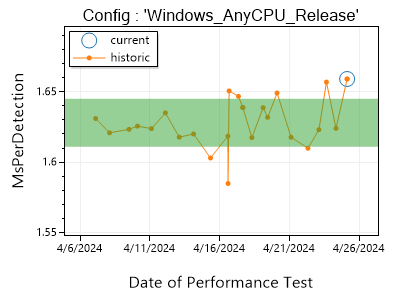 Config : 'Windows_AnyCPU_Release'
current
historic
MsPerDetection
1.65
1.6
1.55
4/6/2024
4/11/2024
4/16/2024
4/21/2024
4/26/2024
Date of Performance Test